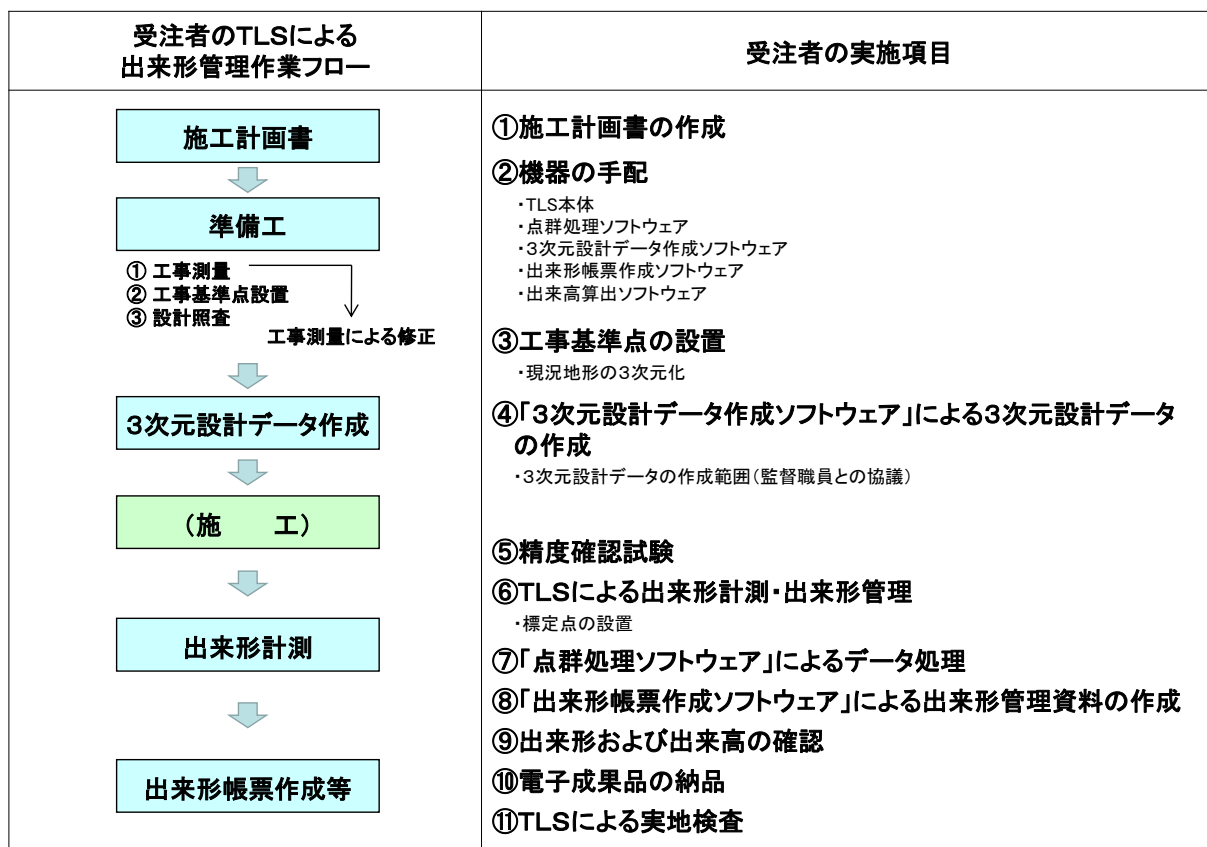 受注者のTLSによる
出来形管理作業フロー
受注者の実施項目
施工計画書
準備工
① 工事測量
② 工事基準点設置
③ 設計照査
工事測量による修正
3次元設計データ作成
(施　　工)
出来形計測
出来形帳票作成等
①施工計画書の作成
②機器の手配
・TLS本体
・点群処理ソフトウェア
・3次元設計データ作成ソフトウェア
・出来形帳票作成ソフトウェア
・出来高算出ソフトウェア
③工事基準点の設置
・現況地形の3次元化
④「3次元設計データ作成ソフトウェア」による3次元設計データ
の作成
・3次元設計データの作成範囲(監督職員との協議)
⑤精度確認試験
⑥TLSによる出来形計測・出来形管理
・標定点の設置
⑦「点群処理ソフトウェア」によるデータ処理
⑧「出来形帳票作成ソフトウェア」による出来形管理資料の作成
⑨出来形および出来高の確認
⑩電子成果品の納品
⑪TLSによる実地検査